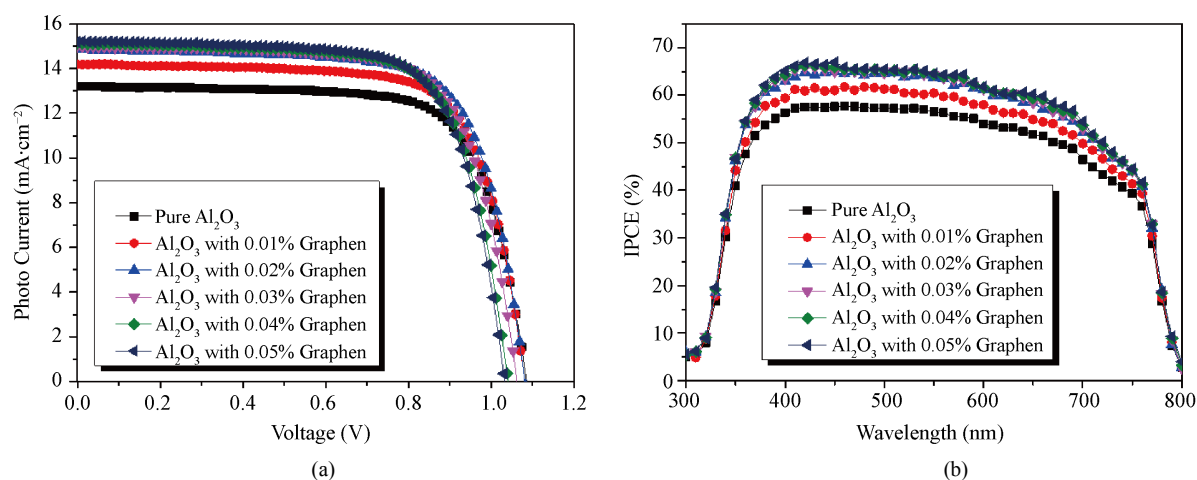 (a)
16
14
12
10
8
6
4
2
0
Photo Current (mA·cm⁻²)
Pure Al₂O₃
Al₂O₃ with 0.01% Graphen
Al₂O₃ with 0.02% Graphen
Al₂O₃ with 0.03% Graphen
Al₂O₃ with 0.04% Graphen
Al₂O₃ with 0.05% Graphen
0.0 0.2 0.4 0.6 0.8 1.0 1.2
Voltage (V)
(a)
(b)
70
60
50
40
30
20
10
0
IPCE (%)
Pure Al₂O₃
Al₂O₃ with 0.01% Graphen
Al₂O₃ with 0.02% Graphen
Al₂O₃ with 0.03% Graphen
Al₂O₃ with 0.04% Graphen
Al₂O₃ with 0.05% Graphen
300 400 500 600 700 800
Wavelength (nm)
(b)